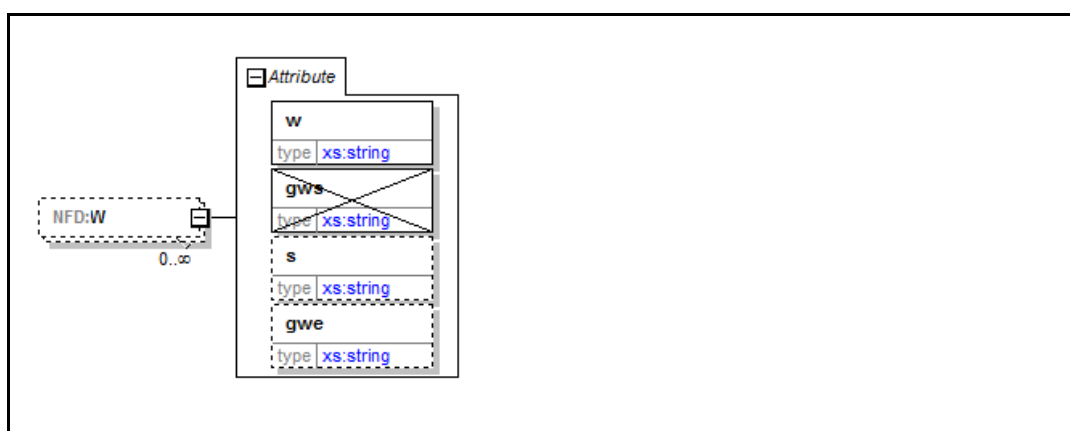 Attribute
w
type xs:string
gws
type xs:string
NFD:W
0..∞
s
type xs:string
gwe
type xs:string